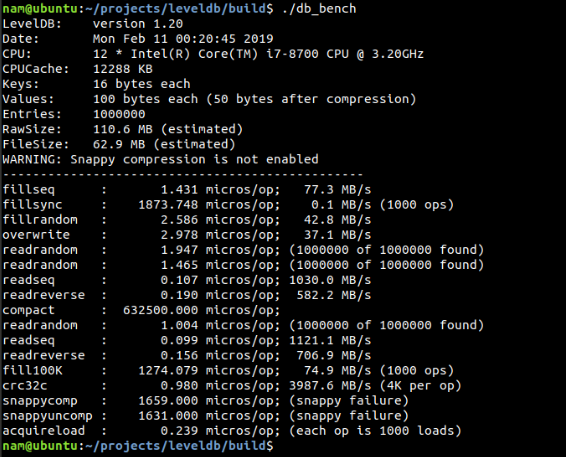 nam@ubuntu:~/projects/leveldb/build$ ./db_bench
LevelDB:    version 1.20
Date:       Mon Feb 11 00:20:45 2019
CPU:        12 * Intel(R) Core(TM) i7-8700 CPU @ 3.20GHz
CPUCache:   12288 KB
Keys:       16 bytes each
Values:     100 bytes each (50 bytes after compression)
Entries:    1000000
RawSize:    110.6 MB (estimated)
FileSize:   62.9 MB (estimated)
WARNING: Snappy compression is not enabled
------------------------------------------------
fillseq      :       1.431 micros/op;   77.3 MB/s
fillsync     :    1873.748 micros/op;    0.1 MB/s (1000 ops)
fillrandom   :       2.586 micros/op;   42.8 MB/s
overwrite    :       2.978 micros/op;   37.1 MB/s
readrandom   :       1.947 micros/op; (1000000 of 1000000 found)
readrandom   :       1.465 micros/op; (1000000 of 1000000 found)
readseq      :       0.107 micros/op; 1030.0 MB/s
readreverse  :       0.190 micros/op;  582.2 MB/s
compact      :  632500.000 micros/op;
readrandom   :       1.004 micros/op; (1000000 of 1000000 found)
readseq      :       0.099 micros/op; 1121.1 MB/s
readreverse  :       0.156 micros/op;  706.9 MB/s
fill100K     :    1274.079 micros/op;   74.9 MB/s (1000 ops)
crc32c       :       0.980 micros/op; 3987.6 MB/s (4K per op)
snappycomp   :    1659.000 micros/op; (snappy failure)
snappyuncomp :    1631.000 micros/op; (snappy failure)
acquireload  :       0.239 micros/op; (each op is 1000 loads)
nam@ubuntu:~/projects/leveldb/build$